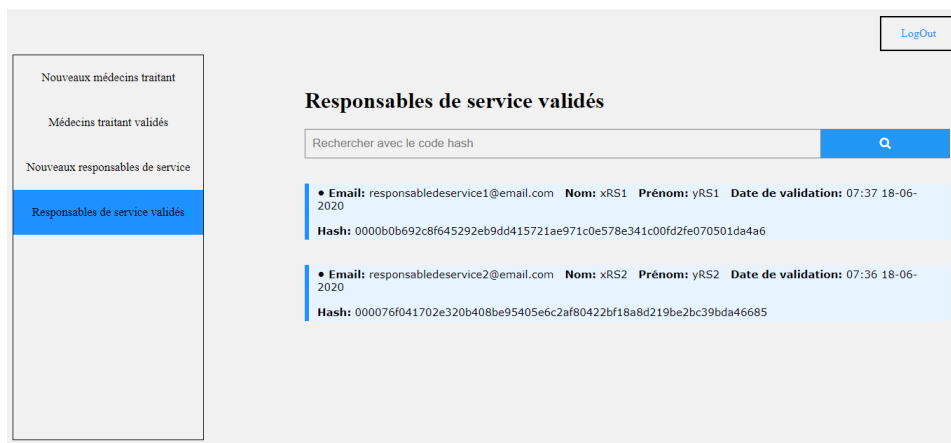 LogOut
Nouveaux médecins traitant
Médecins traitant validés
Nouveaux responsables de service
Responsables de service validés
Responsables de service validés
Rechercher avec le code hash
● Email: responsabledeservice1@email.com Nom: xRS1 Prénom: yRS1 Date de validation: 07:37 18-06-
2020
Hash: 0000b0b692c8f645292eb9dd415721ae971c0e578e341c00fd2fe070501da4a6
● Email: responsabledeservice2@email.com Nom: xRS2 Prénom: yRS2 Date de validation: 07:36 18-06-
2020
Hash: 000076f041702e320b408be95405e6c2af80422bf18a8d219be2bc39bda46685